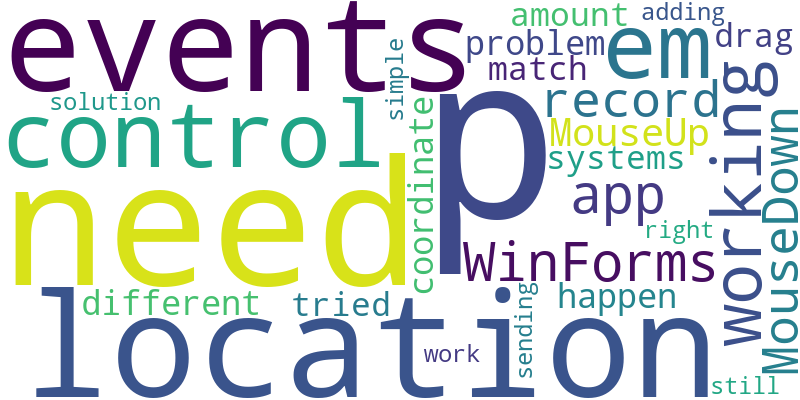 events
p
em
amount
adding
drag
problem
match
simple
solution
control
record
MouseUp
systems
working
MouseDown
need
coordinate
app
right
WinForms
location
different
tried
sending
happen
work
still